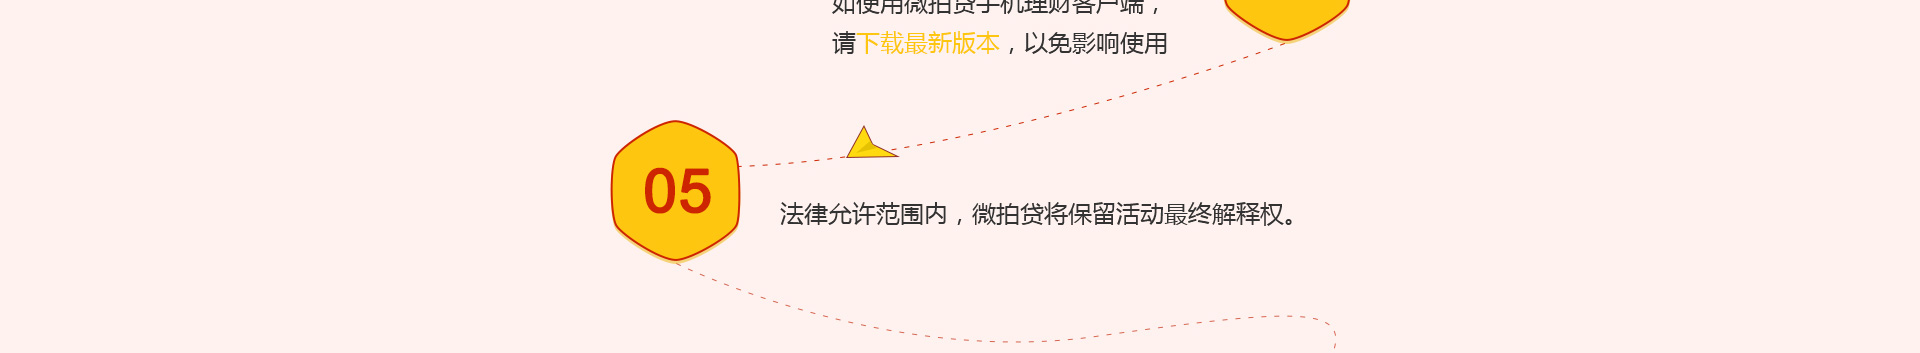 如使用微拍贷手机理财客户端，
请下载最新版本，以免影响使用
05
法律允许范围内，微拍贷将保留活动最终解释权。